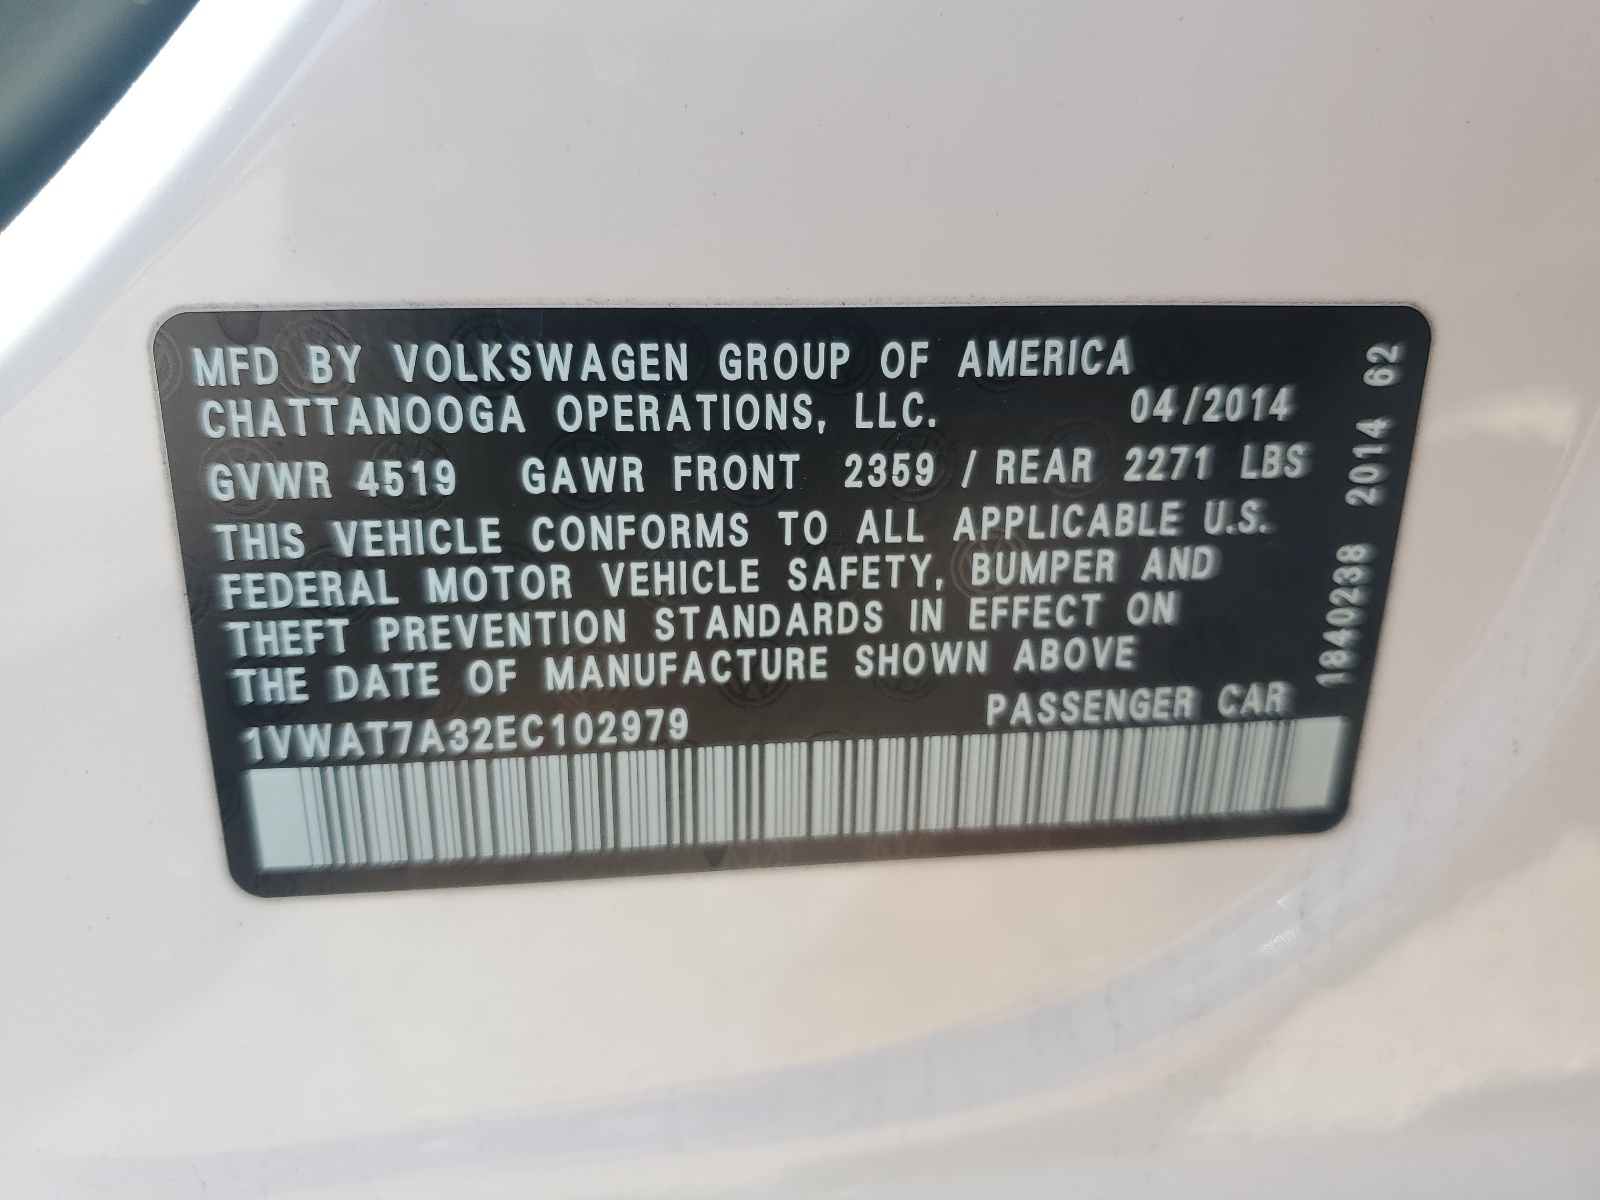 MFD BY VOLKSWAGEN GROUP OF AMERICA
CHATTANOOGA OPERATIONS, LLC. 04/2014
GVWR 4519 GAWR FRONT 2359 / REAR 2271 LBS
THIS VEHICLE CONFORMS TO ALL APPLICABLE U.S.
FEDERAL MOTOR VEHICLE SAFETY, BUMPER AND
THEFT PREVENTION STANDARDS IN EFFECT ON
THE DATE OF MANUFACTURE SHOWN ABOVE
1VWAT7A32EC102979 PASSENGER CAR
1840238 2014 62